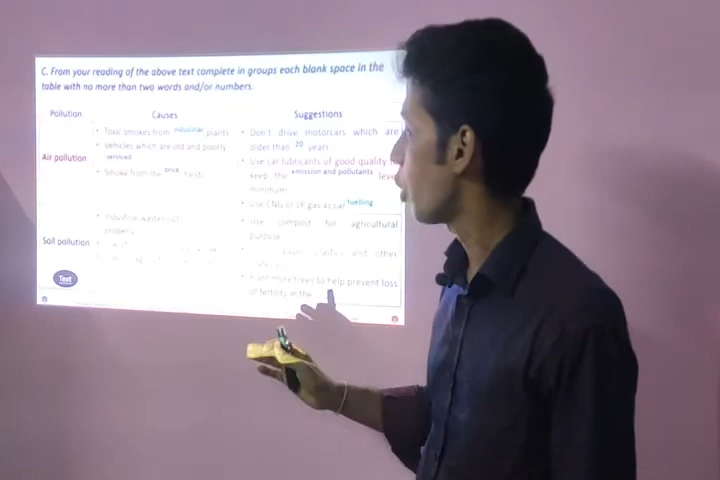 C. From your reading of the above text complete in groups each blank space in the
table with no more than two words and/or numbers.
Pollution
Causes
Suggestions
Air pollution
• Toxic smokes from industrial plants
• Vehicles which are old and poorly
serviced
• Smoke from the brick fields
• Don't drive motorcars which are
older than 20 years
• Use car lubricants of good quality to
keep the emission and pollutants level
minimum
• Use CNG or LP gas as car fuelling
Soil pollution
• Industrial wastes not
properly
• Use compost for agricultural
purpose
plastics and other
• Plant more trees to help prevent loss
of fertility in the
Text